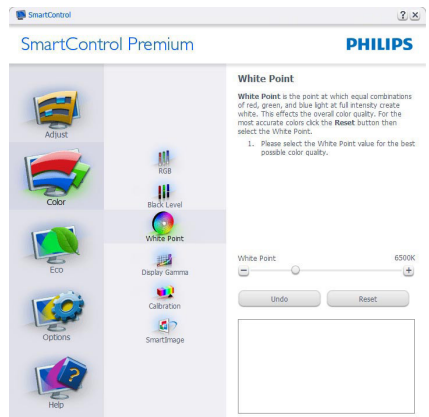 SmartControl
SmartControl Premium
PHILIPS
Adjust
Color
Eco
Options
Help
RGB
Black Level
White Point
Display Gamma
Calibration
SmartImage
White Point
White Point is the point at which equal combinations
of red, green, and blue light at full intensity create
white. This effects the overall color quality. For the
most accurate colors click the Reset button then
select the White Point.
1. Please select the White Point value for the best
possible color quality.
White Point 6500K
Undo Reset